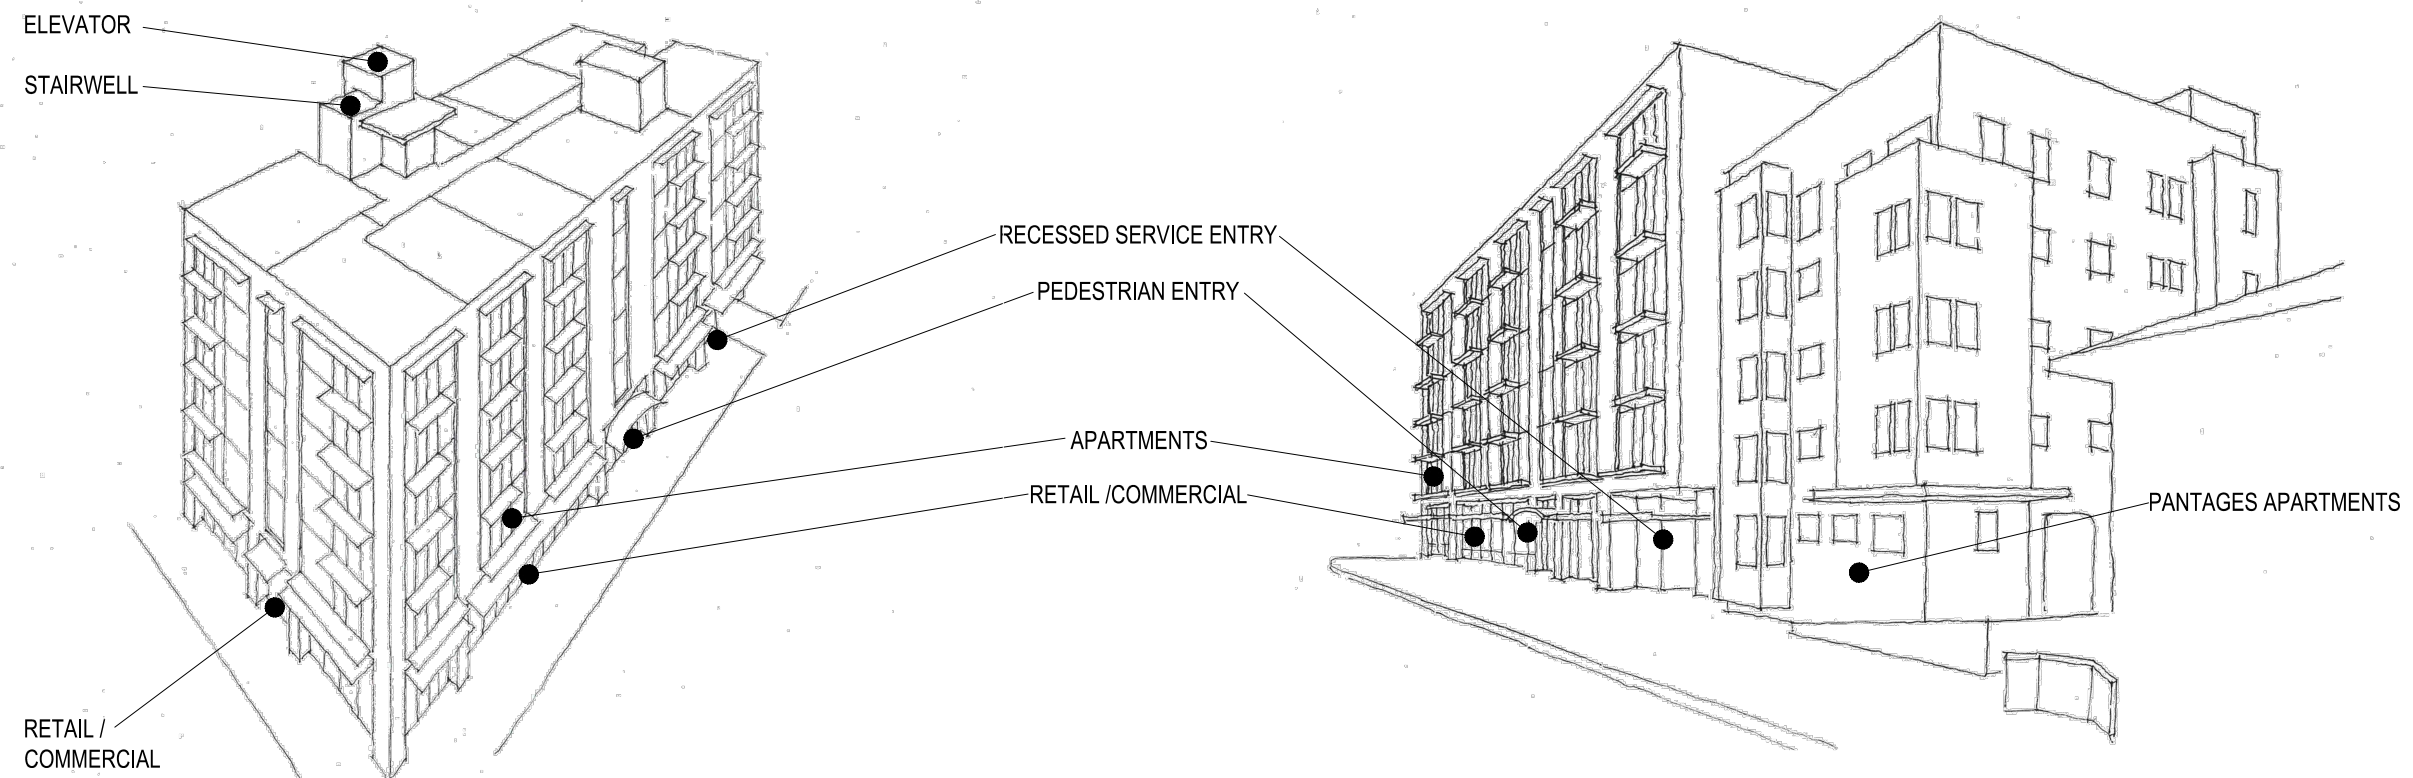 ELEVATOR
STAIRWELL
RECESSED SERVICE ENTRY
PEDESTRIAN ENTRY
APARTMENTS
RETAIL /COMMERCIAL
PANTAGES APARTMENTS
RETAIL /
COMMERCIAL